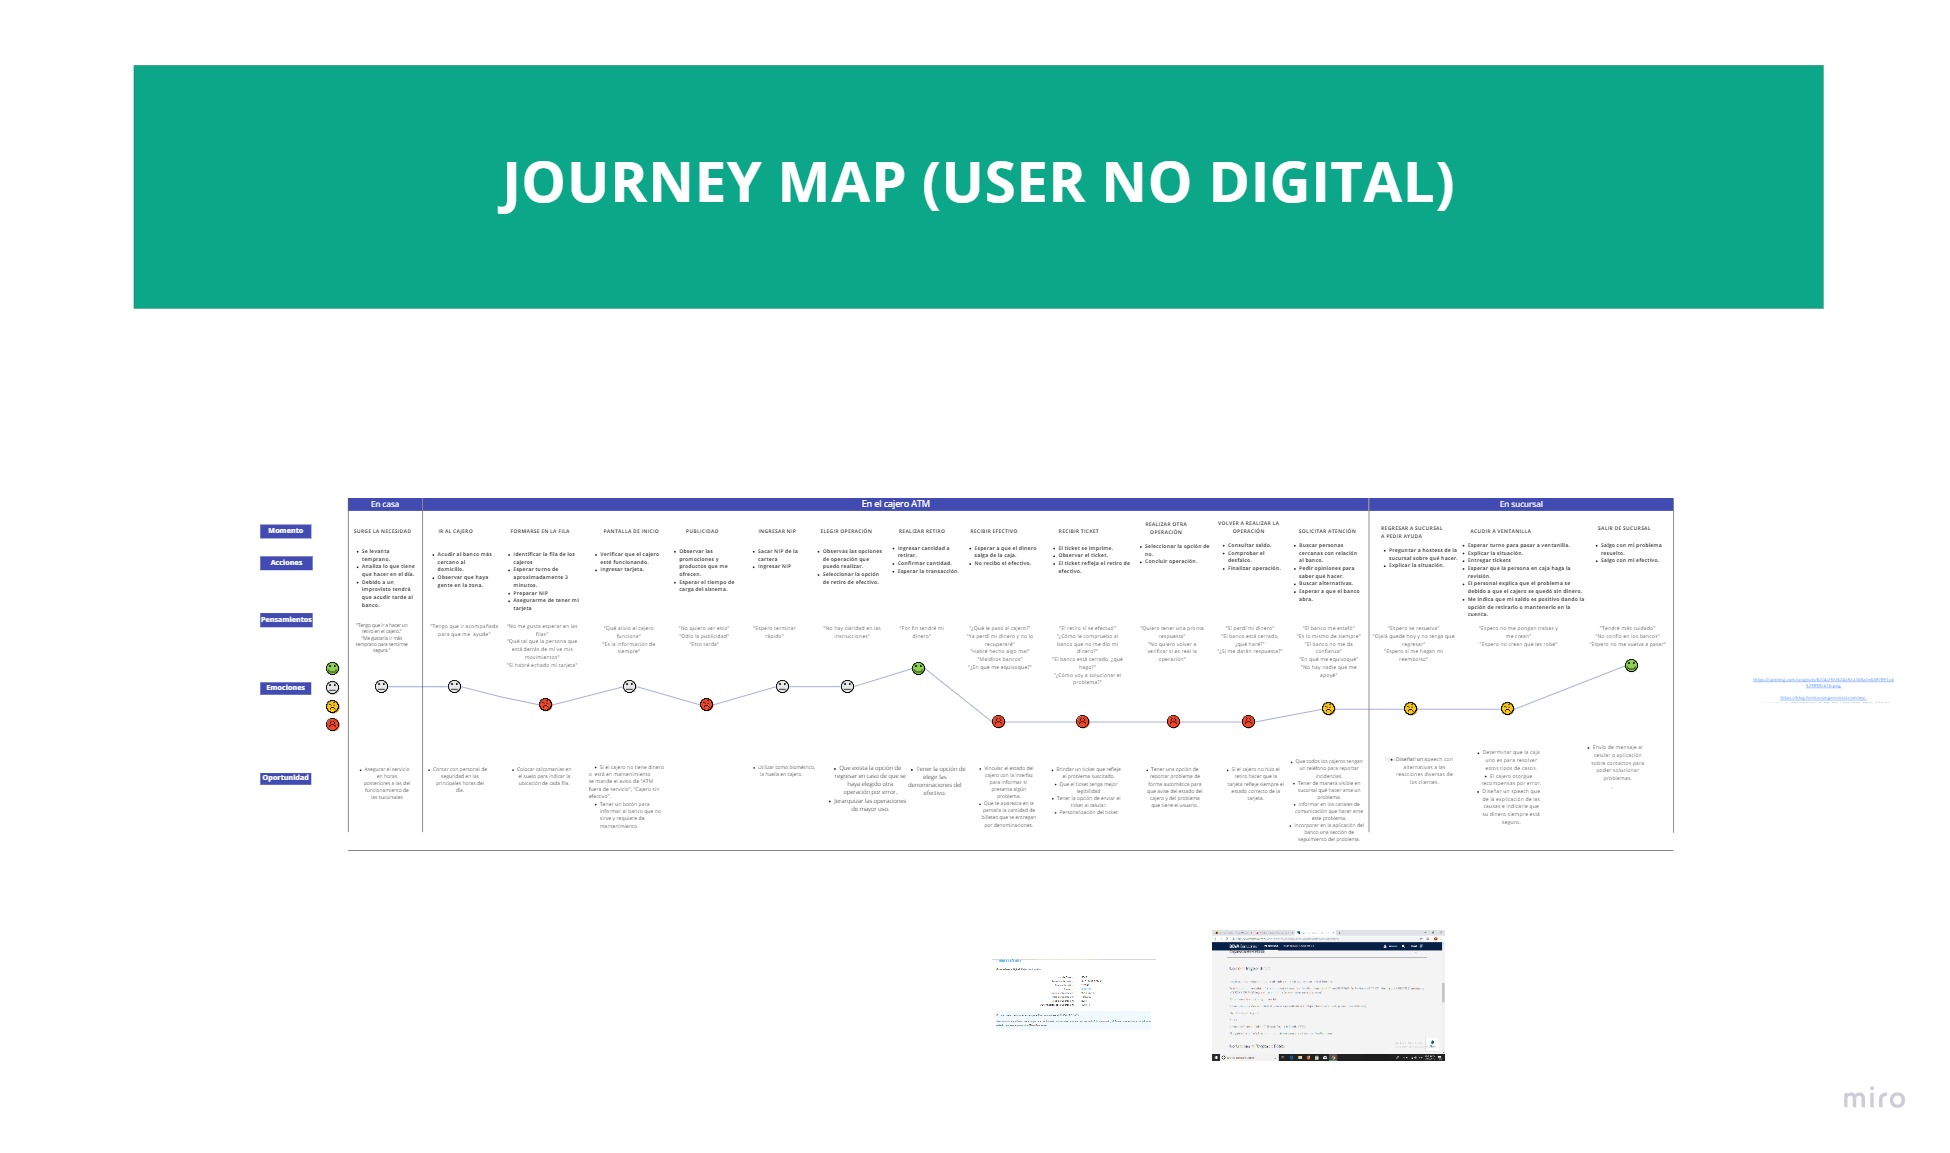 JOURNEY MAP (USER NO DIGITAL)
En casa
En el cajero ATM
En sucursal
Momento
SURGE LA NECESIDAD
IR AL CAJERO
FORMARSE EN LA FILA
PANTALLA DE INICIO
PUBLICIDAD
INGRESAR NIP
ELEGIR OPERACIÓN
REALIZAR RETIRO
RECIBIR EFECTIVO
RECIBIR TICKET
REALIZAR OTRA
OPERACIÓN
VOLVER A REALIZAR LA
OPERACIÓN
SOLICITAR ATENCIÓN
REGRESAR A SUCURSAL
A PEDIR AYUDA
ACUDIR A VENTANILLA
SALIR DE SUCURSAL
Acciones
• Se levanta
temprano.
• Analiza lo que tiene
que hacer en el día.
• Debido a un
improvisto tendrá
que acudir tarde al
banco.
• Acudir al banco más
cercano al
domicilio.
• Observar que haya
gente en la zona.
• Identificar la fila de los
cajeros
• Esperar turno de
aproximadamente 3
minutos.
• Preparar NIP
• Asegurarme de tener mi
tarjeta
• Verificar que el cajero
esté funcionando.
• Ingresar tarjeta.
• Observar las
promociones y
productos que me
ofrecen.
• Esperar el tiempo de
carga del sistema.
• Sacar NIP de la
cartera
• Ingresar NIP
• Observas las opciones
de operación que
puedo realizar.
• Seleccionar la opción
de retiro de efectivo.
• Ingresar cantidad a
retirar.
• Confirmar cantidad.
• Esperar la transacción.
• Esperar a que el dinero
salga de la caja.
• No recibo el efectivo.
• El ticket se imprime.
• Observar el ticket.
• El ticket refleja el retiro de
efectivo.
• Seleccionar la opción de
no.
• Concluir operación.
• Consultar saldo.
• Comprobar el
desfalco.
• Finalizar operación.
• Buscar personas
cercanas con relación
al banco.
• Pedir opiniones para
saber qué hacer.
• Buscar alternativas.
• Esperar a que el banco
abra.
• Preguntar a hostess de la
sucursal sobre qué hacer.
• Explicar la situación.
• Esperar turno para pasar a ventanilla.
• Explicar la situación.
• Entregar tickets
• Esperar que la persona en caja haga la
revisión.
• El personal explica que el problema se
debido a que el cajero se quedó sin dinero.
• Me indica que mi saldo es positivo dando la
opción de retirarlo o mantenerlo en la
cuenta.
• Salgo con mi problema
resuelto.
• Salgo con mi efectivo.
Pensamientos
"Tengo que ir a hacer un
retiro en el cajero."
"Me gustaría ir más
temprano para sentirme
segura."
"Tengo que ir acompañada
para que me ayude"
"No me gusta esperar en las
filas"
"Qué tal que la persona que
está detrás de mí ve mis
movimientos"
"Si habré echado mi tarjeta"
"Qué alivio el cajero
funciona"
"Es la información de
siempre"
"No quiero ver esto"
"Odio la publicidad"
"Esto tarda"
"Espero terminar
rápido"
"No hay claridad en las
instrucciones"
"Por fin tendré mi
dinero"
"¿Qué le pasó al cajero?"
"Ya perdí mi dinero y no lo
recuperaré"
"Habré hecho algo mal"
"Malditos bancos"
"¿En qué me equivoque?"
"El retiro si se efectuó"
"¿Cómo le compruebo al
banco que no me dio mi
dinero?"
"El banco está cerrado, ¿qué
hago?"
"¿Cómo voy a solucionar el
problema?"
"Quiero tener una pronta
respuesta"
"No quiero volver a
verificar si es real la
operación"
"El perdí mi dinero"
"El banco está cerrado,
¿qué haré?"
"¿Si me darán respuesta?"
"El banco me estafó"
"Es lo mismo de siempre"
"El banco no me da
confianza"
"En qué me equivoqué"
"No hay nadie que me
apoyé"
"Espero se resuelva"
"Ojalá quede hoy y no tenga que
regresar"
"Espero si me hagan mi
reembolso"
"Espero no me pongan trabas y
me crean"
"Espero no crean que les robé"
"Tendré más cuidado"
"No confío en los bancos"
"Espero no me vuelva a pasar"
Emociones
Oportunidad
• Asegurar el servicio
en horas
posteriores a las del
funcionamiento de
las sucursales
• Contar con personal de
seguridad en las
principales horas del
día.
• Colocar calcomanías en
el suelo para indicar la
ubicación de cada fila.
• Si el cajero no tiene dinero
o está en mantenimiento
se mande el aviso de "ATM
fuera de servicio", "Cajero sin
efectivo".
• Tener un botón para
informar al banco que no
sirve y requiere de
mantenimiento.
• Utilizar como biométrico,
la huella en cajero.
• Que exista la opción de
regresar en caso de que se
haya elegido otra
operación por error.
• Jerarquizar las operaciones
de mayor uso.
• Tener la opción de
elegir las
denominaciones del
efectivo.
• Vincular el estado del
cajero con la interfaz
para informar si
presenta algún
problema.
• Que te aparezca en la
pantalla la cantidad de
billetes que te entregan
por denominaciones.
• Brindar un ticket que refleje
el problema suscitado.
• Que el ticket tenga mejor
legibilidad
• Tener la opción de enviar el
ticket al celular.
• Personalización del ticket
• Tener una opción de
reportar problema de
forma automática para
que avise del estado del
cajero y del problema
que tiene el usuario.
• Si el cajero no hizo el
retiro hacer que la
tarjeta refleje siempre el
estado correcto de la
tarjeta.
• Que todos los cajeros tengan
un teléfono para reportar
incidencias.
• Tener de manera visible en
sucursal qué hacer ante un
problema.
• Informar en los canales de
comunicación que hacer ante
este problema.
• Incorporar en la aplicación del
banco una sección de
seguimiento del problema.
• Diseñar un speech con
alternativas a las
reacciones diversas de
los clientes.
• Determinar que la caja
uno es para resolver
estos tipos de casos.
• El cajero otorgue
recompensas por error.
• Diseñar un speech que
de la explicación de las
causas e indicarle que
su dinero siempre está
seguro.
• Envío de mensaje al
celular o aplicación
sobre contactos para
poder solucionar
problemas.
miro